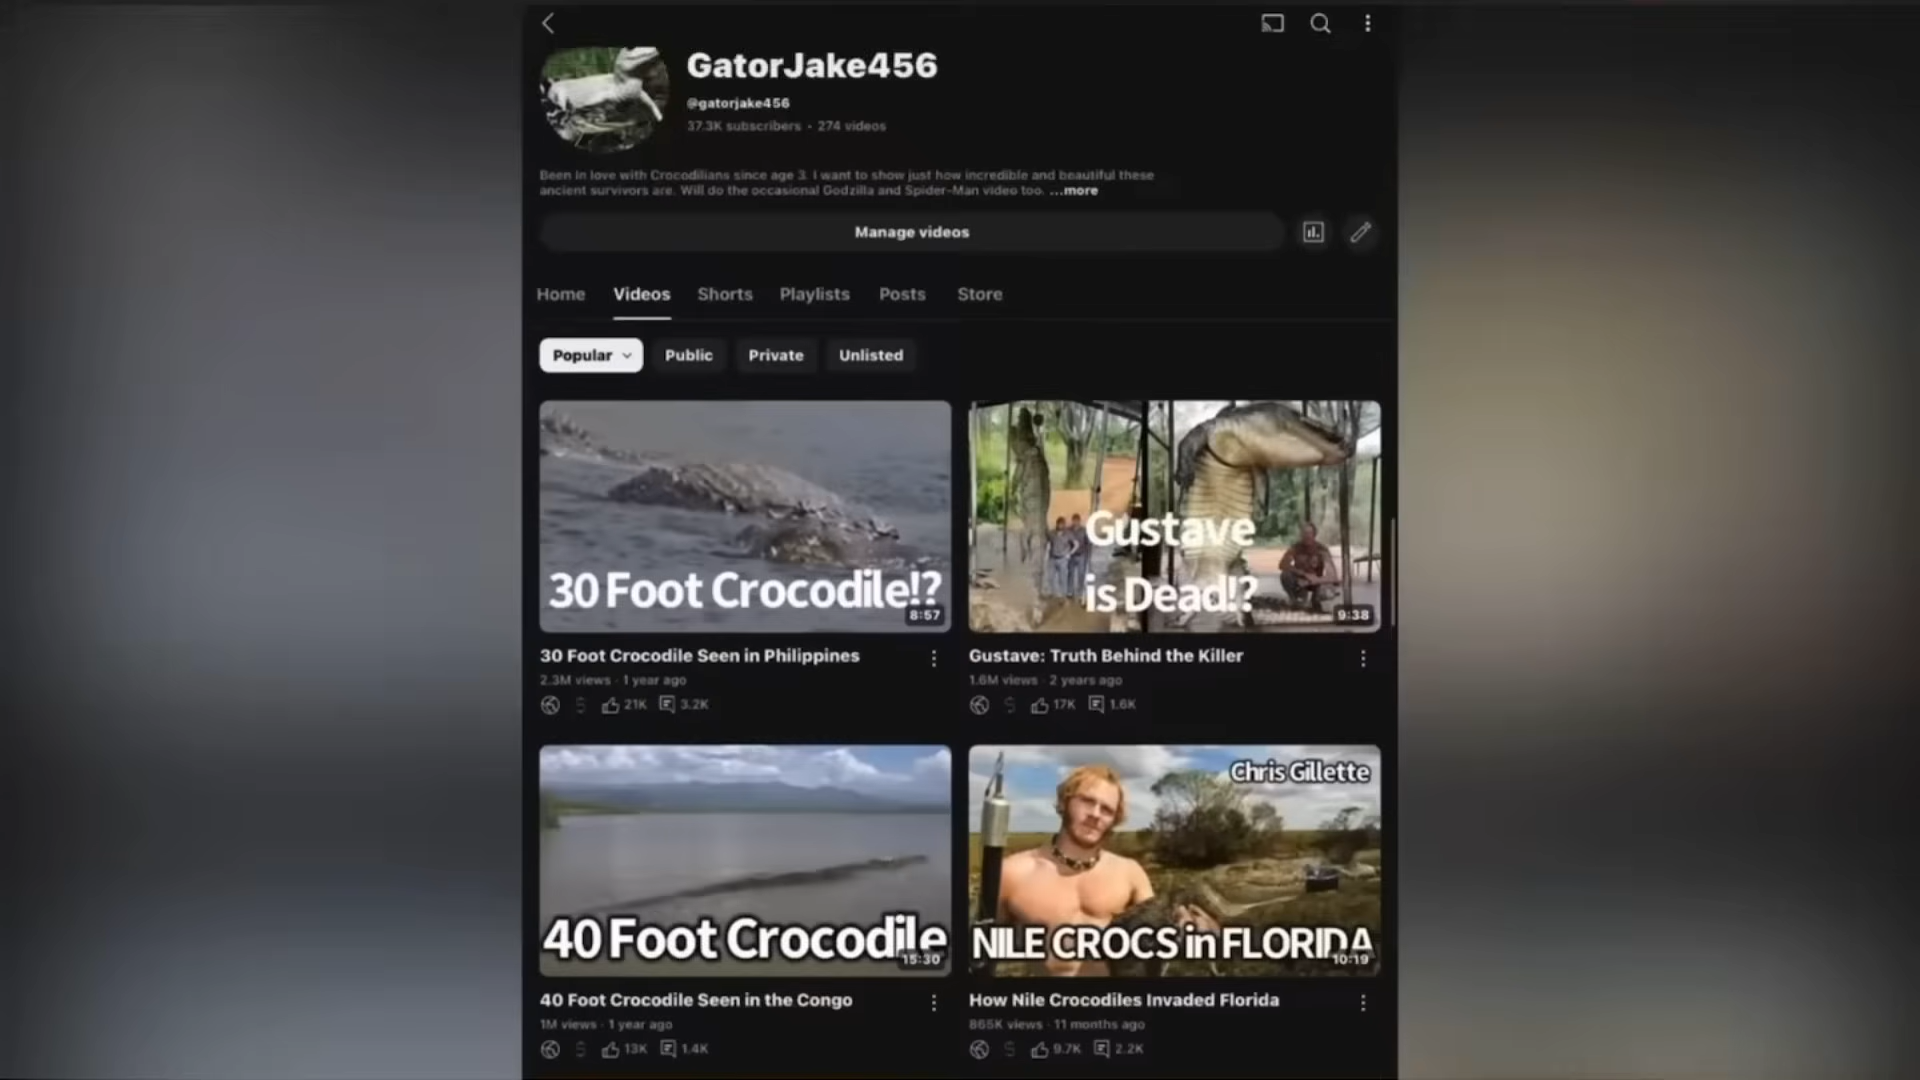 GatorJake456
@gatorjake456
37.3K subscribers • 274 videos
Been in love with Crocodilians since age 3. I want to show just how incredible and beautiful these
ancient survivors are. Will do the occasional Godzilla and Spider-Man video too. ...more
Manage videos
Home Videos Shorts Playlists Posts Store
Popular Public Private Unlisted
30 Foot Crocodile!?
8:57
Gustave
is Dead!?
9:38
30 Foot Crocodile Seen in Philippines
2.3M views · 1 year ago
$ 21K 3.2K
Gustave: Truth Behind the Killer
1.6M views · 2 years ago
$ 17K 1.6K
40 Foot Crocodile
15:30
Chris Gillette
NILE CROCS in FLORIDA
10:19
40 Foot Crocodile Seen in the Congo
1M views · 1 year ago
$ 13K 1.4K
How Nile Crocodiles Invaded Florida
865K views · 11 months ago
$ 9.7K 2.2K